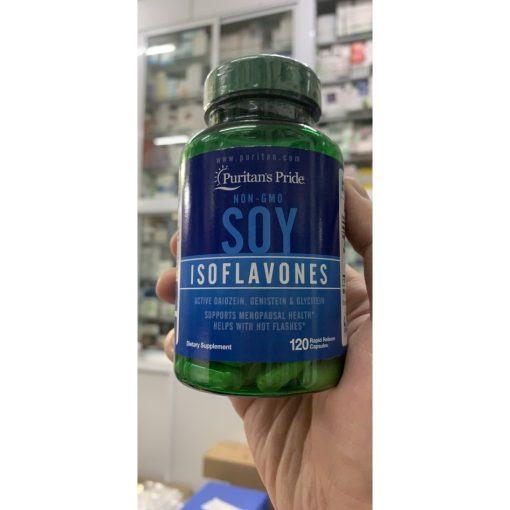 www.puritan.com
Puritan's Pride
NON-GMO
SOY
ISOFLAVONES
ACTIVE DAIDZEIN, GENISTEIN & GLYCITEIN
SUPPORTS MENOPAUSAL HEALTH*
HELPS WITH HOT FLASHES*
Dietary Supplement
120 Rapid Release
Capsules